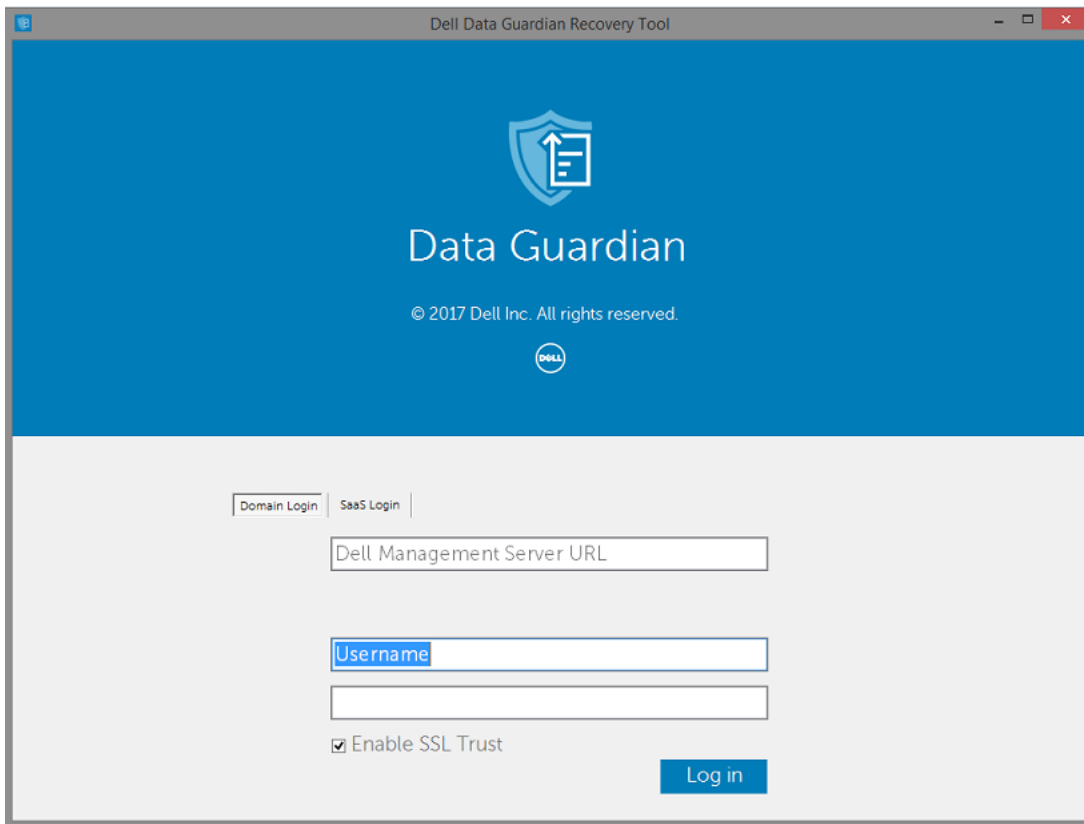 Dell Data Guardian Recovery Tool
Data Guardian
© 2017 Dell Inc. All rights reserved.
DELL
Domain Login
SaaS Login
Dell Management Server URL
Username
Enable SSL Trust
Log in